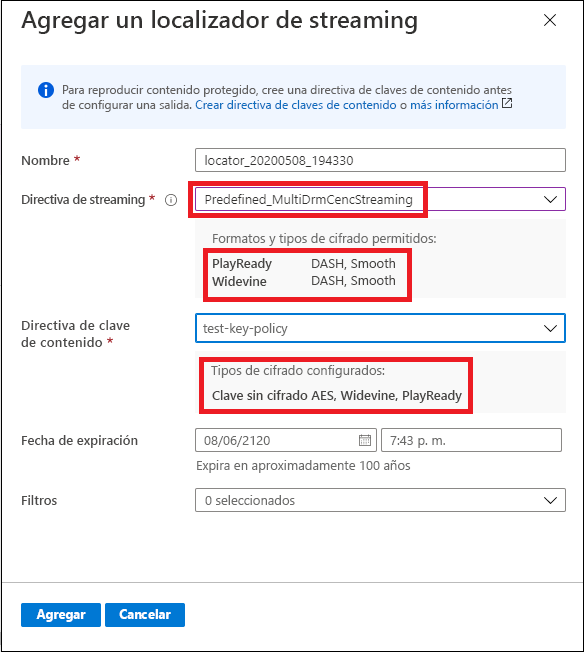 Agregar un localizador de streaming
Para reproducir contenido protegido, cree una directiva de claves de contenido antes
de configurar una salida. Crear directiva de claves de contenido o más información
Nombre *
locator_20200508_194330
Directiva de streaming *
Predefined_MultiDrmCencStreaming
Formatos y tipos de cifrado permitidos:
PlayReady DASH, Smooth
Widevine DASH, Smooth
Directiva de clave
de contenido *
test-key-policy
Tipos de cifrado configurados:
Clave sin cifrado AES, Widevine, PlayReady
Fecha de expiración
08/06/2120
7:43 p. m.
Expira en aproximadamente 100 años
Filtros
0 seleccionados
Agregar
Cancelar